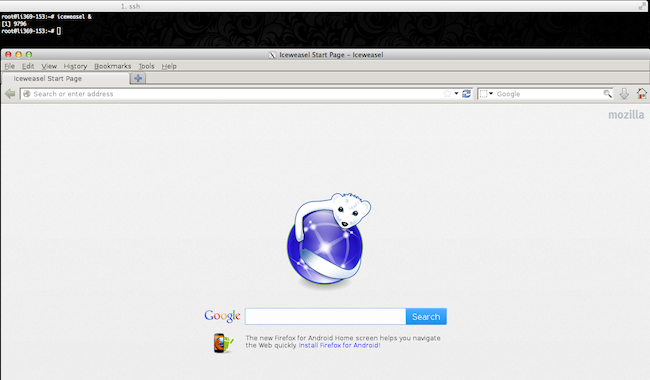 1. ssh
root@li369-153:~# iceweasel &
[1] 9796
root@li369-153:~#
Iceweasel Start Page - Iceweasel
File Edit View History Bookmarks Tools Help
Iceweasel Start Page
Search or enter address
Google
mozilla
Google
Search
The new Firefox for Android Home screen helps you navigate
the Web quickly. Install Firefox for Android!